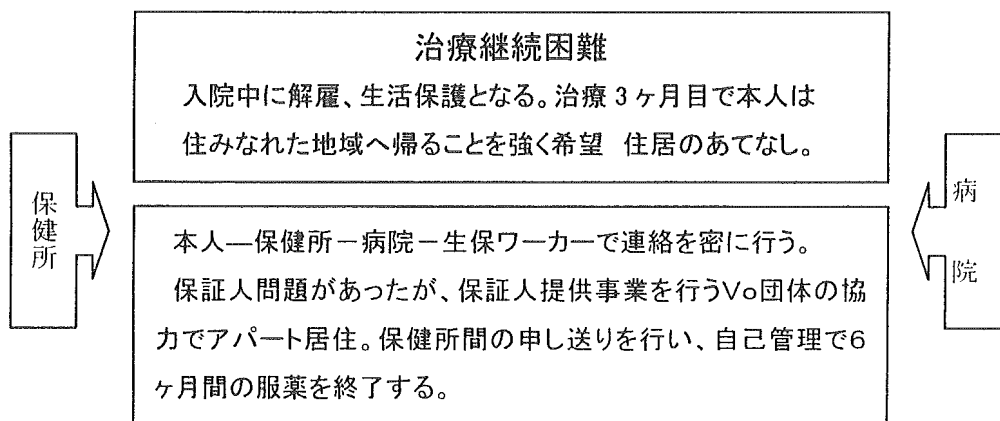 治療継続困難
入院中に解雇、生活保護となる。治療3ヶ月目で本人は
住みなれた地域へ帰ることを強く希望 住居のあてなし。
保健所
病院
本人―保健所－病院－生保ワーカーで連絡を密に行う。
保証人問題があったが、保証人提供事業を行うVo団体の協
力でアパート居住。保健所間の申し送りを行い、自己管理で6
ヶ月間の服薬を終了する。